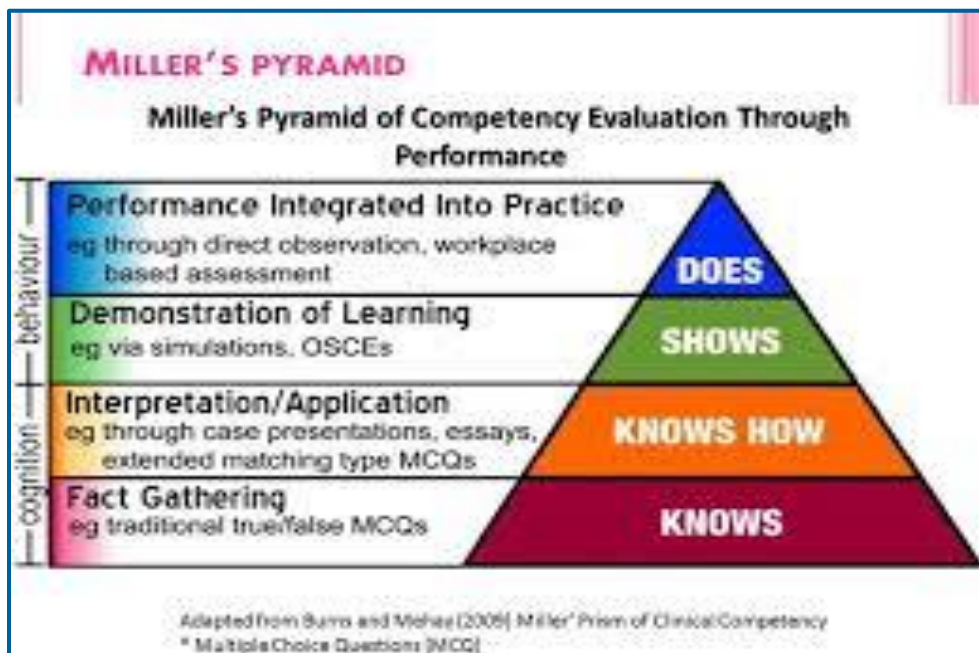 MILLER'S PYRAMID
Miller's Pyramid of Competency Evaluation Through
Performance
behaviour
cognition
Performance Integrated Into Practice
eg through direct observation, workplace
based assessment
DOES
Demonstration of Learning
eg via simulations, OSCEs
SHOWS
Interpretation/Application
eg through case presentations, essays,
extended matching type MCQs
KNOWS HOW
Fact Gathering
eg traditional true/false MCQs
KNOWS
Adapted from Burns and Mehay (2009) Miller' Prism of Clinical Competency
* Multiple Choice Questions (MCQ)